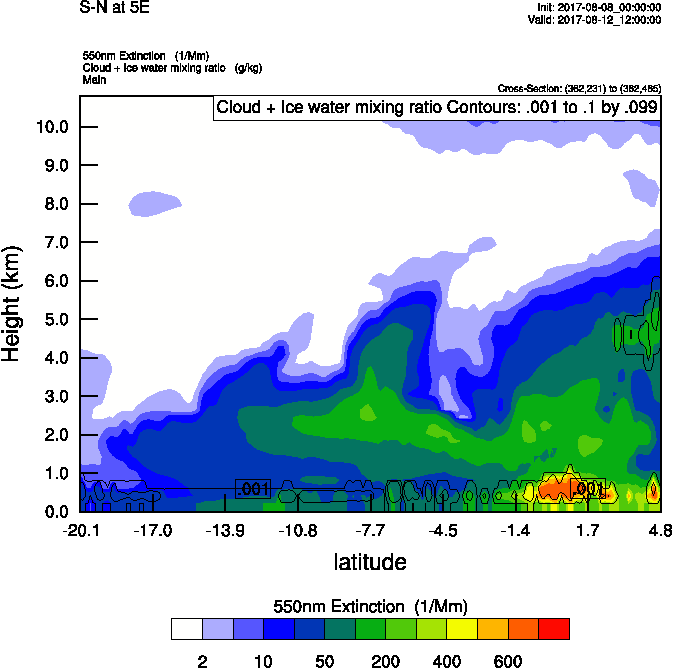 S-N at 5E
Init: 2017-08-08_00:00:00
Valid: 2017-08-12_12:00:00
550nm Extinction (1/Mm)
Cloud + Ice water mixing ratio (g/kg)
Main
Cross-Section: (362,231) to (362,485)
Cloud + Ice water mixing ratio Contours: .001 to .1 by .099
10.0
9.0
8.0
7.0
6.0
5.0
4.0
3.0
2.0
1.0
0.0
Height (km)
.001
.001
-20.1 -17.0 -13.9 -10.8 -7.7 -4.5 -1.4 1.7 4.8
latitude
550nm Extinction (1/Mm)
2 10 50 200 400 600